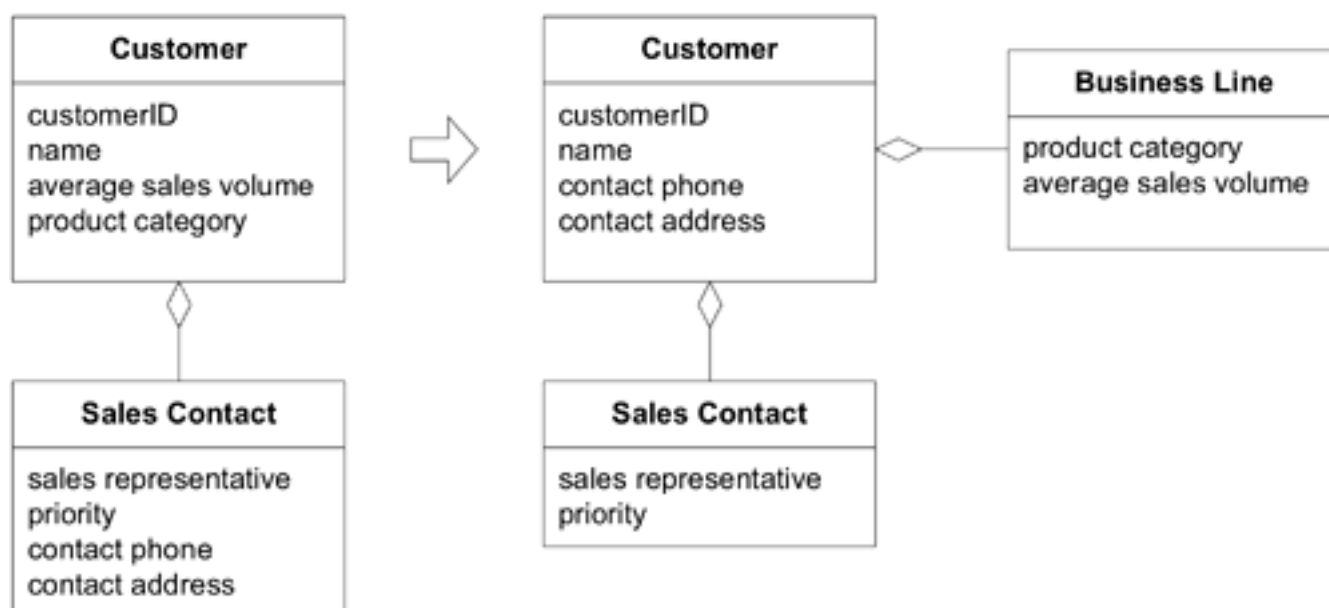 Customer
customerID
name
average sales volume
product category
Sales Contact
sales representative
priority
contact phone
contact address
Customer
customerID
name
contact phone
contact address
Sales Contact
sales representative
priority
Business Line
product category
average sales volume